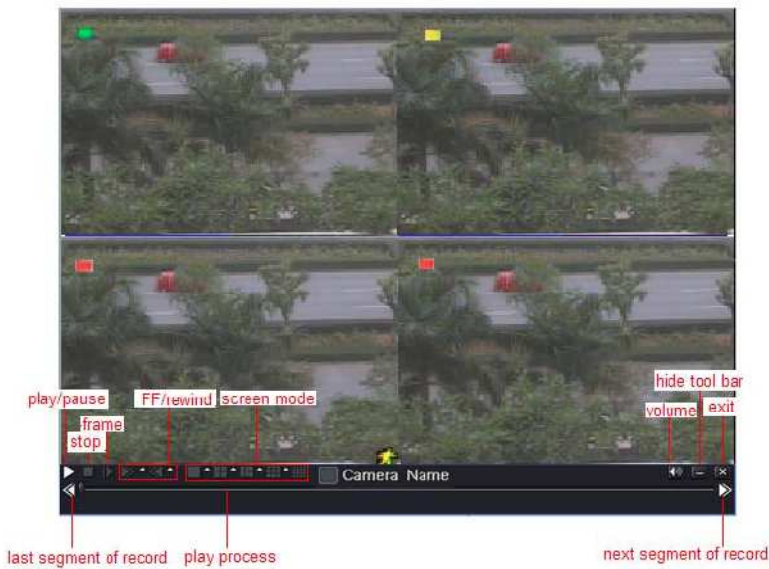 hide tool bar
play/pause
FF/rewind
screen mode
volume
exit
frame
stop
Camera Name
last segment of record
play process
next segment of record